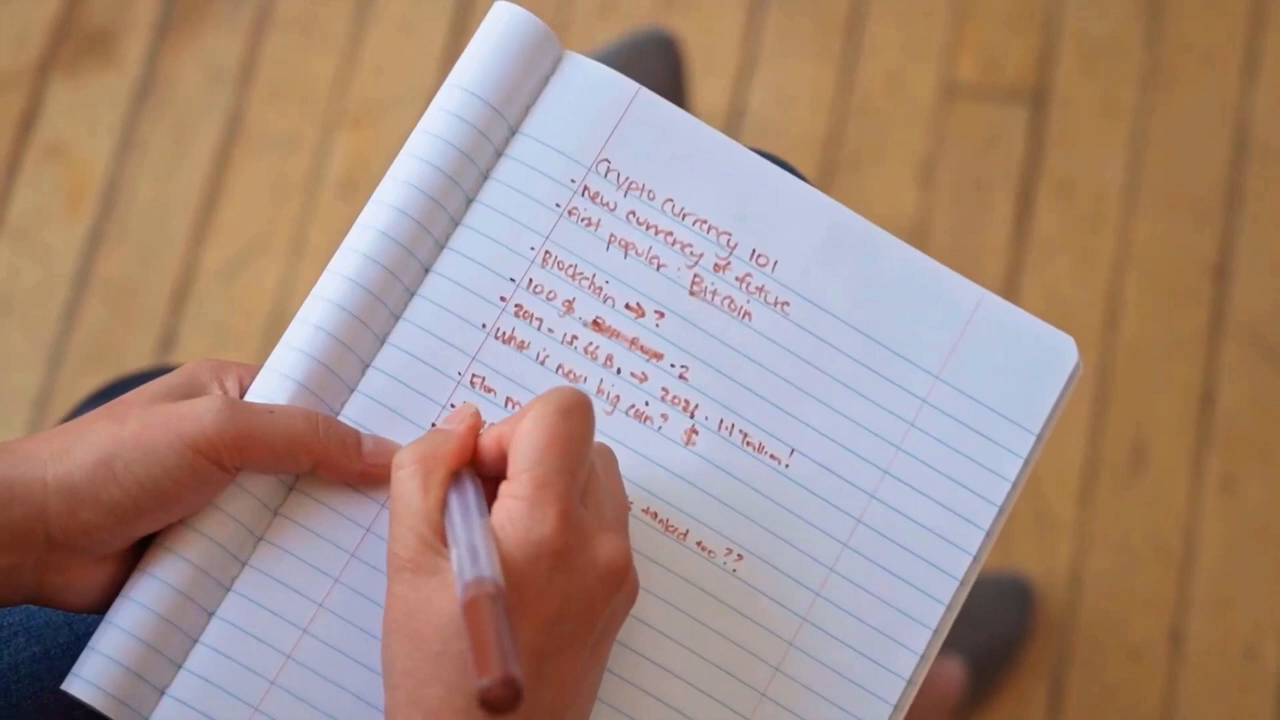 Crypto currency 101
- new currency of future
- first popular. Bitcoin
- Blockchain → ?
- 100 g. -2
- 2017 - 15.66 B. → 2021. 1.1 Trillion!
- What is next big coin? $
- Elon m
tanked too??